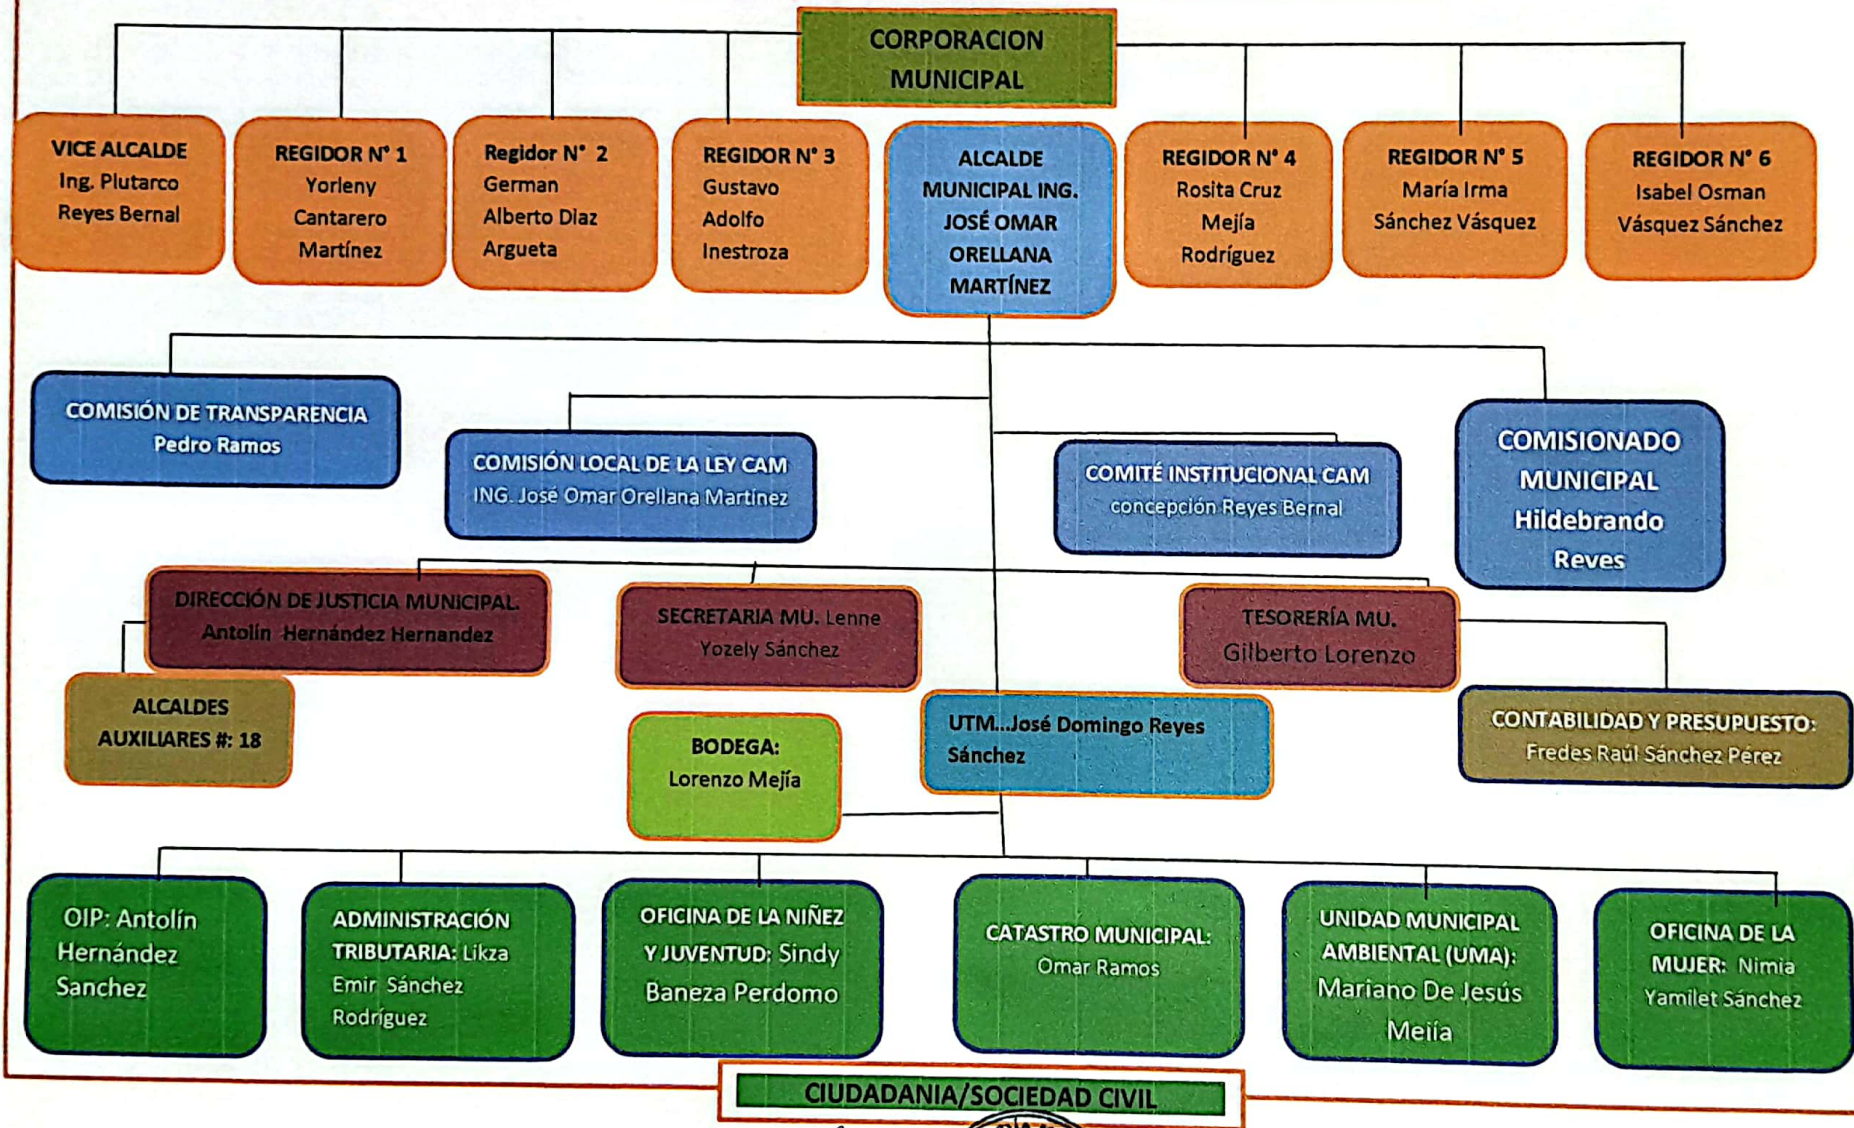 CORPORACION
MUNICIPAL
VICE ALCALDE
Ing. Plutarco
Reyes Bernal
REGIDOR N° 1
Yorleny
Cantarero
Martínez
Regidor N° 2
German
Alberto Diaz
Argueta
REGIDOR N° 3
Gustavo
Adolfo
Inestroza
ALCALDE
MUNICIPAL ING.
JOSÉ OMAR
ORELLANA
MARTÍNEZ
REGIDOR N° 4
Rosita Cruz
Mejía
Rodríguez
REGIDOR N° 5
María Irma
Sánchez Vásquez
REGIDOR N° 6
Isabel Osman
Vásquez Sánchez
COMISIÓN DE TRANSPARENCIA
Pedro Ramos
COMISIÓN LOCAL DE LA LEY CAM
ING. José Omar Orellana Martínez
COMITÉ INSTITUCIONAL CAM
concepción Reyes Bernal
COMISIONADO
MUNICIPAL
Hildebrando
Reyes
DIRECCIÓN DE JUSTICIA MUNICIPAL.
Antolín Hernández Hernandez
SECRETARIA MU. Lenne
Yozely Sánchez
TESORERÍA MU.
Gilberto Lorenzo
ALCALDES
AUXILIARES #: 18
BODEGA:
Lorenzo Mejía
UTM...José Domingo Reyes
Sánchez
CONTABILIDAD Y PRESUPUESTO:
Fredes Raúl Sánchez Pérez
OIP: Antolín
Hernández
Sanchez
ADMINISTRACIÓN
TRIBUTARIA: Likza
Emir Sánchez
Rodríguez
OFICINA DE LA NIÑEZ
Y JUVENTUD: Sindy
Baneza Perdomo
CATASTRO MUNICIPAL:
Omar Ramos
UNIDAD MUNICIPAL
AMBIENTAL (UMA):
Mariano De Jesús
Mejía
OFICINA DE LA
MUJER: Nimia
Yamilet Sánchez
CIUDADANIA/SOCIEDAD CIVIL